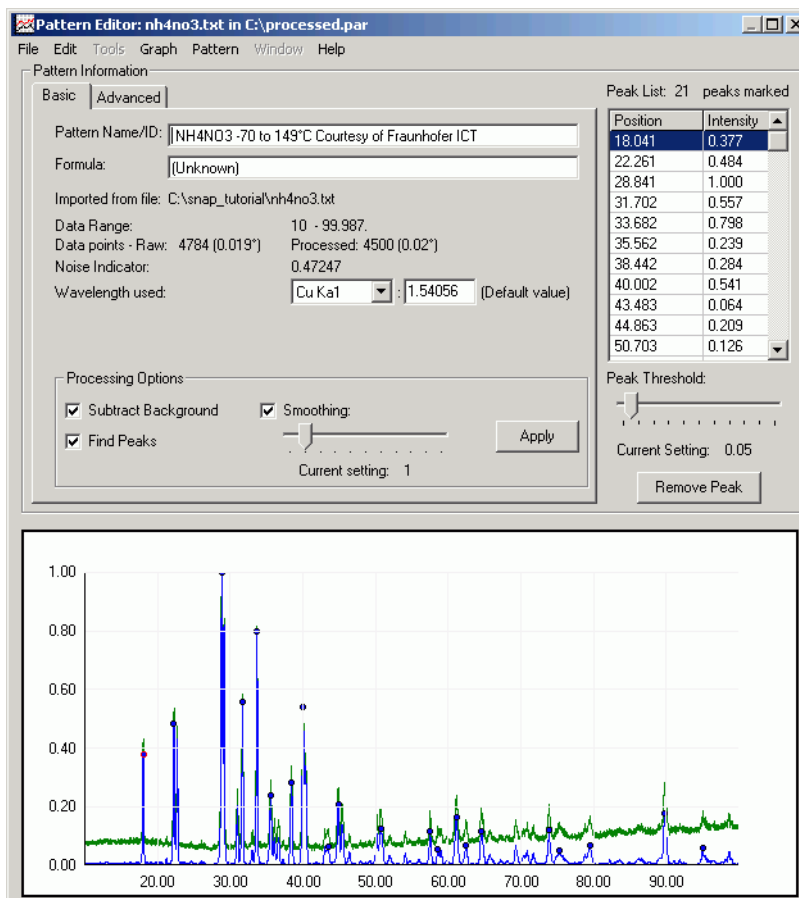 Pattern Editor: nh4no3.txt in C:\processed.par
File Edit Tools Graph Pattern Window Help
Pattern Information
Basic Advanced
Pattern Name/ID: NH4NO3 -70 to 149°C Courtesy of Fraunhofer ICT
Formula: (Unknown)
Imported from file: C:\snap_tutorial\nh4no3.txt
Data Range: 10 - 99.987.
Data points - Raw: 4784 (0.019°) Processed: 4500 (0.02°)
Noise Indicator: 0.47247
Wavelength used: Cu Ka1 : 1.54056 (Default value)
Processing Options
Subtract Background Smoothing:
Find Peaks
Apply
Current setting: 1
Peak List: 21 peaks marked
Position Intensity
18.041 0.377
22.261 0.484
28.841 1.000
31.702 0.557
33.682 0.798
35.562 0.239
38.442 0.284
40.002 0.541
43.483 0.064
44.863 0.209
50.703 0.126
Peak Threshold:
Current Setting: 0.05
Remove Peak
1.00
0.80
0.60
0.40
0.20
0.00
20.00 30.00 40.00 50.00 60.00 70.00 80.00 90.00